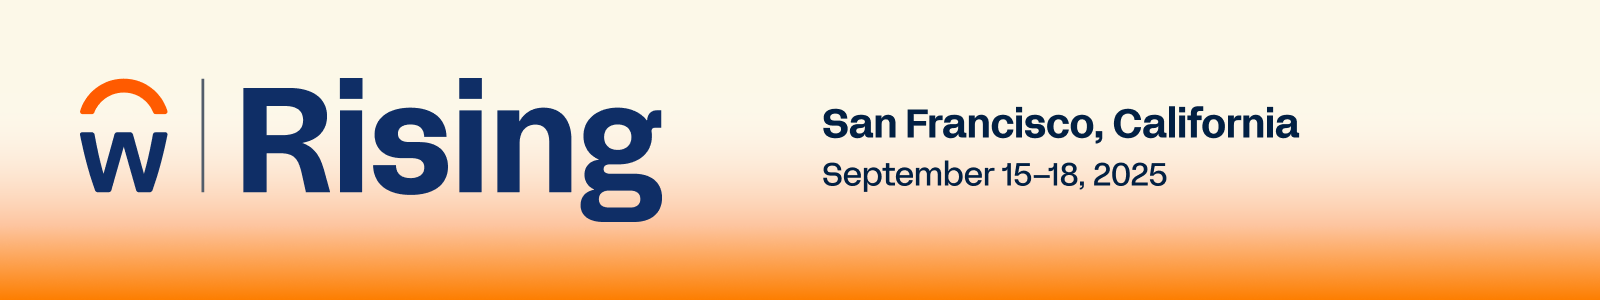 w Rising
San Francisco, California
September 15–18, 2025